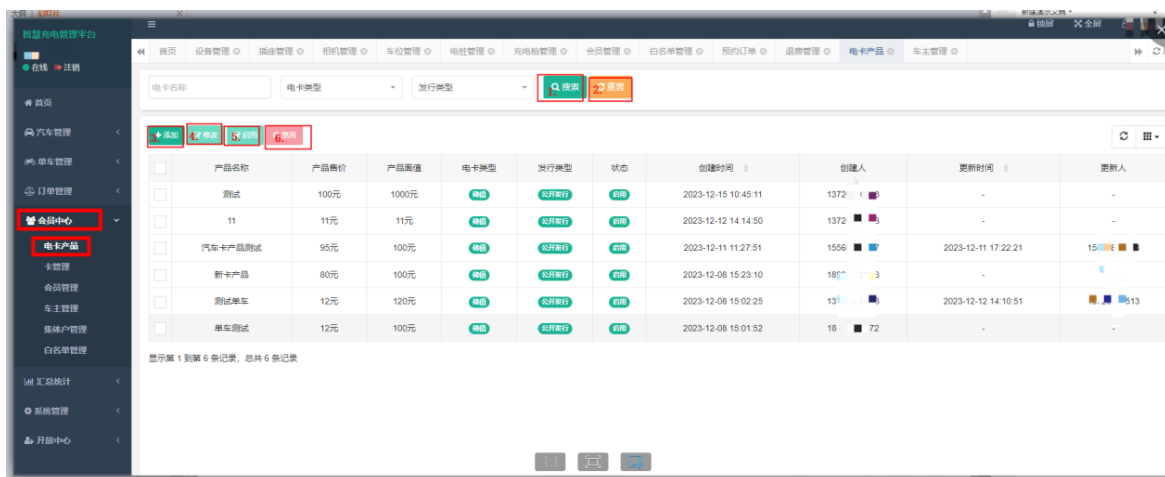 智慧充电管理平台
锁屏 全屏
在线 注销
首页 设备管理 插座管理 相机管理 车位管理 电桩管理 充电枪管理 会员管理 白名单管理 预约订单 退费管理 电卡产品 车主管理
电卡名称 电卡类型 发行类型 1. 搜索 2. 重置
首页
汽车管理
单车管理
订单管理
会员中心
电卡产品
卡管理
会员管理
车主管理
集体户管理
白名单管理
汇总统计
系统管理
开放中心
添加 4. 修改 5. 启用 6. 禁用
产品名称 产品售价 产品面值 电卡类型 发行类型 状态 创建时间 创建人 更新时间 更新人
测试 100元 1000元 储值 公开发行 启用 2023-12-15 10:45:11 1372 -  -
11 11元 11元 储值 公开发行 启用 2023-12-12 14:14:50 1372 - -
汽车卡产品测试 95元 100元 储值 公开发行 启用 2023-12-11 11:27:51 1556 2023-12-11 17:22:21 15
新卡产品 80元 100元 储值 公开发行 启用 2023-12-08 15:23:10 -
测试单车 12元 120元 储值 公开发行 启用 2023-12-08 15:02:25 13 2023-12-12 14:10:51 513
单车测试 12元 100元 储值 公开发行 启用 2023-12-08 15:01:52 18 72 - -
显示第 1 到第 6 条记录，总共 6 条记录
1:1